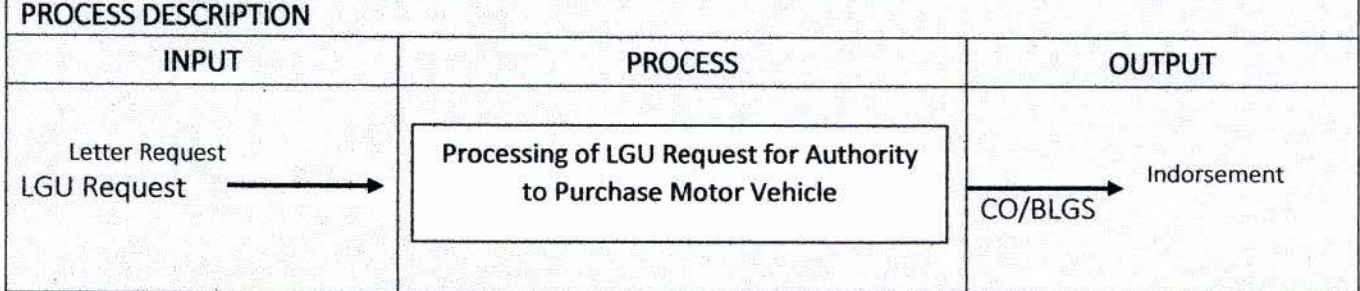 PROCESS DESCRIPTION
INPUT
PROCESS
OUTPUT
Letter Request
LGU Request
Processing of LGU Request for Authority
to Purchase Motor Vehicle
Indorsement
CO/BLGS